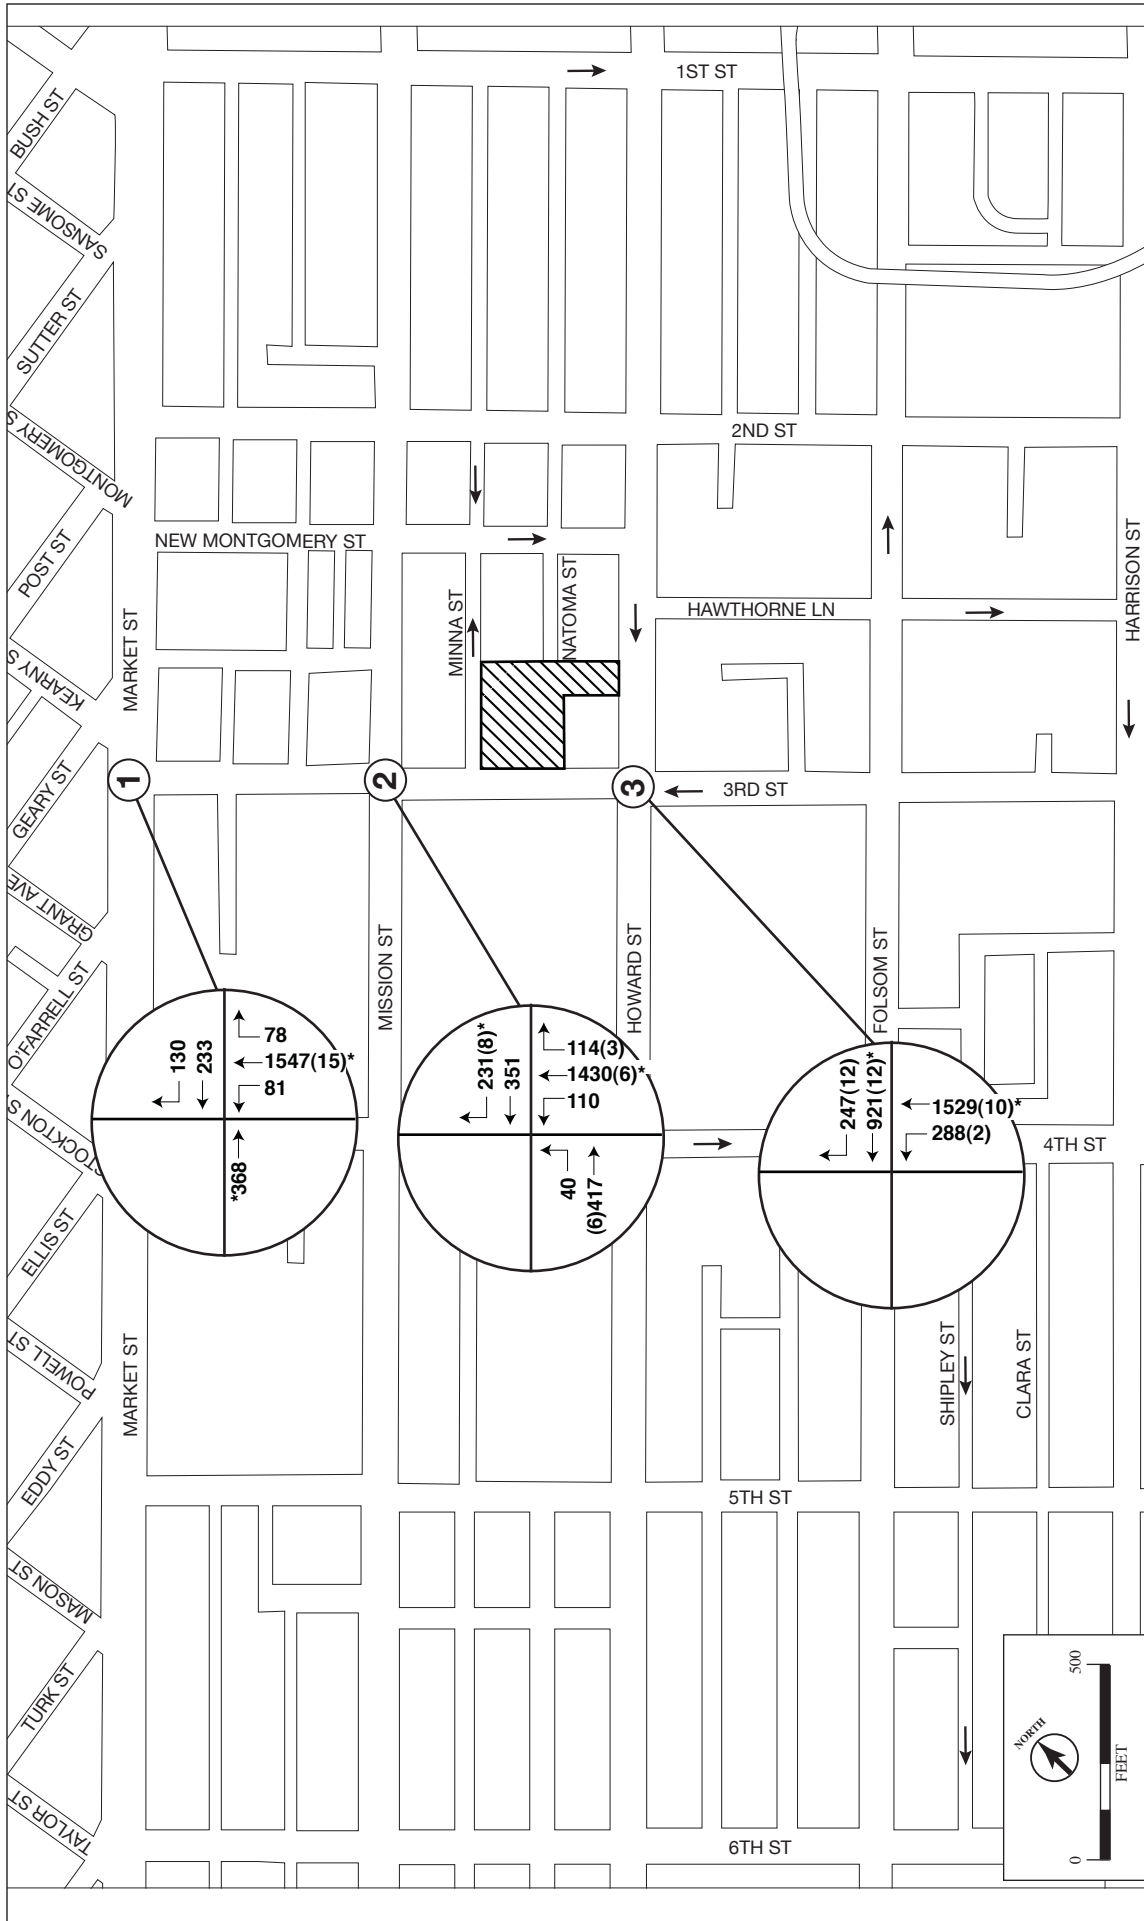 1ST ST
BUSH ST
SANSOME ST
SUTTER ST
MONTGOMERY S
2ND ST
POST ST
NEW MONTGOMERY ST
KEARNY S
MARKET ST
MINNA ST
NATOMA ST
HAWTHORNE LN
HARRISON ST
1
2
3
3RD ST
GEARY ST
GRANT AVE
O'FARRELL ST
MISSION ST
HOWARD ST
FOLSOM ST
130
233
78
1547(15)*
81
*368
231(8)*
351
114(3)
1430(6)*
110
40
(6)417
247(12)
921(12)*
1529(10)*
288(2)
STOCKTON S
4TH ST
ELLIS ST
POWELL ST
MARKET ST
SHIPLEY ST
CLARA ST
EDDY ST
5TH ST
MASON ST
TURK ST
TAYLOR ST
6TH ST
NORTH
0
500
FEET